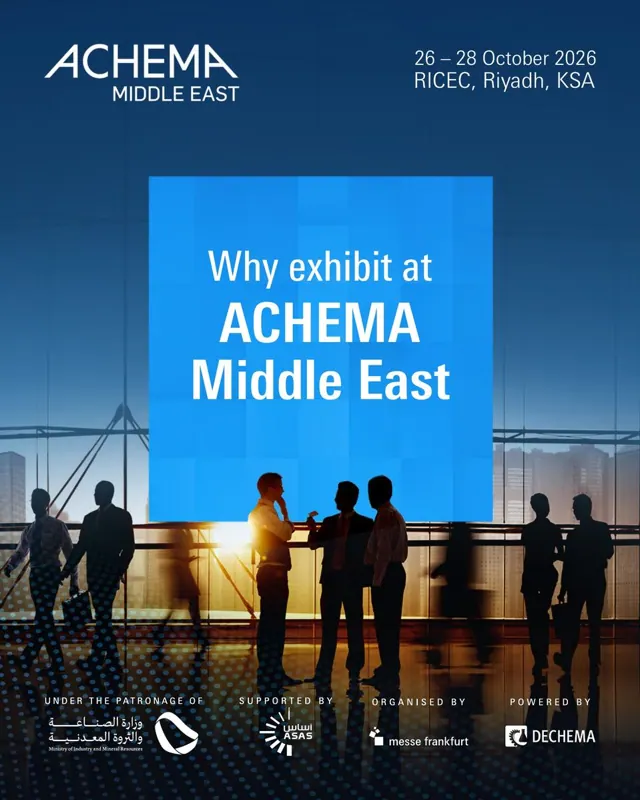 ACHEMA
MIDDLE EAST
26 – 28 October 2026
RICEC, Riyadh, KSA
Why exhibit at
ACHEMA
Middle East
UNDER THE PATRONAGE OF
وزارة الصناعة
والثروة المعدنية
Ministry of Industry and Mineral Resources
SUPPORTED BY
أساس
ASAS
ORGANISED BY
messe frankfurt
POWERED BY
DECHEMA